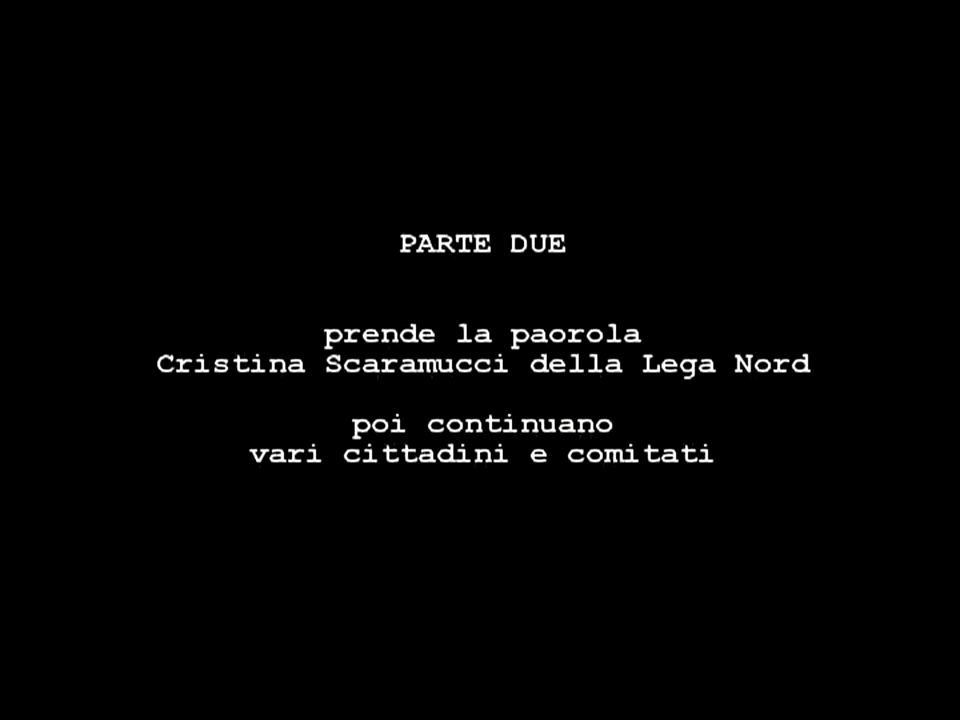 PARTE DUE
prende la paorola
Cristina Scaramucci della Lega Nord
poi continuano
vari cittadini e comitati